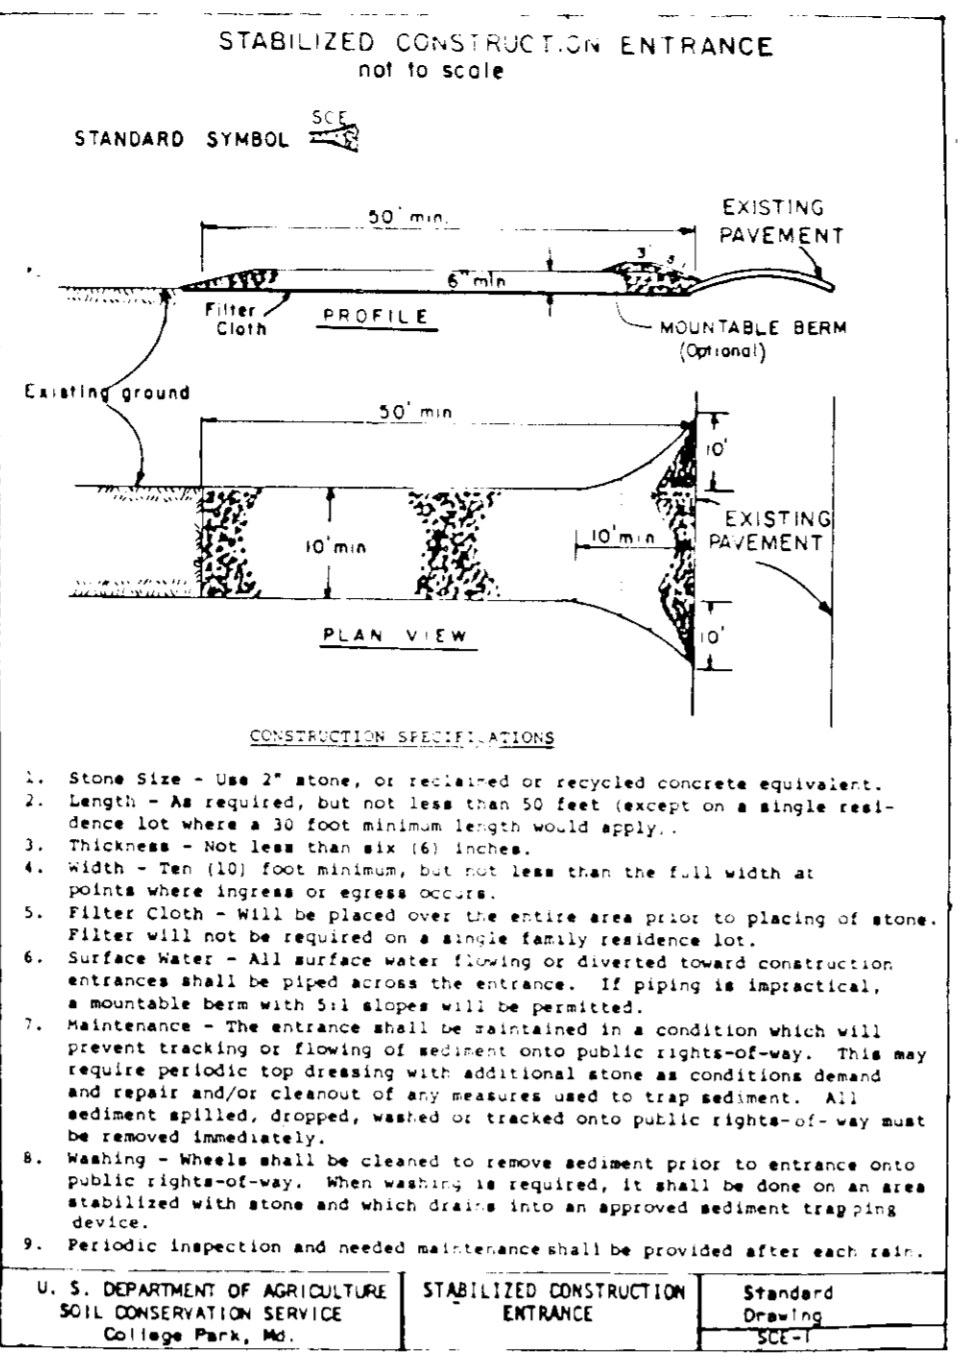 STABILIZED CONSTRUCTION ENTRANCE
not to scale
SCE
STANDARD SYMBOL
50' min.
EXISTING
PAVEMENT
3'
6" min
Filter
Cloth
PROFILE
MOUNTABLE BERM
(Optional)
Existing ground
50' min
10'
EXISTING
PAVEMENT
10' min
10' min
10'
PLAN VIEW
CONSTRUCTION SPECIFICATIONS
1. Stone Size - Use 2" stone, or reclaimed or recycled concrete equivalent.
2. Length - As required, but not less than 50 feet (except on a single resi-
dence lot where a 30 foot minimum length would apply).
3. Thickness - Not less than six (6) inches.
4. Width - Ten (10) foot minimum, but not less than the full width at
points where ingress or egress occurs.
5. Filter Cloth - Will be placed over the entire area prior to placing of stone.
Filter will not be required on a single family residence lot.
6. Surface Water - All surface water flowing or diverted toward construction
entrances shall be piped across the entrance. If piping is impractical,
a mountable berm with 5:1 slopes will be permitted.
7. Maintenance - The entrance shall be maintained in a condition which will
prevent tracking or flowing of sediment onto public rights-of-way. This may
require periodic top dressing with additional stone as conditions demand
and repair and/or cleanout of any measures used to trap sediment. All
sediment spilled, dropped, washed or tracked onto public rights-of-way must
be removed immediately.
8. Washing - Wheels shall be cleaned to remove sediment prior to entrance onto
public rights-of-way. When washing is required, it shall be done on an area
stabilized with stone and which drains into an approved sediment trapping
device.
9. Periodic inspection and needed maintenance shall be provided after each rain.
U. S. DEPARTMENT OF AGRICULTURE
SOIL CONSERVATION SERVICE
College Park, Md.
STABILIZED CONSTRUCTION
ENTRANCE
Standard
Drawing
SCE-1